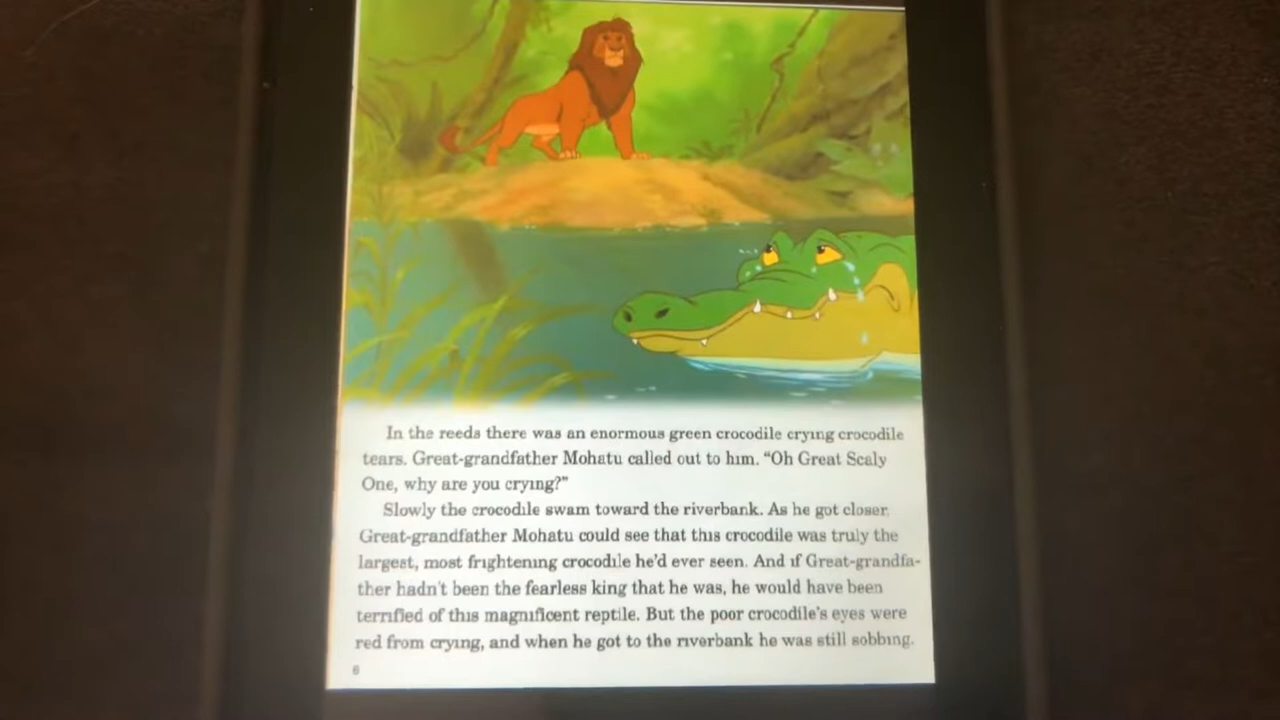 In the reeds there was an enormous green crocodile crying crocodile
tears. Great-grandfather Mohatu called out to him. “Oh Great Scaly
One, why are you crying?”
Slowly the crocodile swam toward the riverbank. As he got closer,
Great-grandfather Mohatu could see that this crocodile was truly the
largest, most frightening crocodile he’d ever seen. And if Great-grandfa-
ther hadn’t been the fearless king that he was, he would have been
terrified of this magnificent reptile. But the poor crocodile’s eyes were
red from crying, and when he got to the riverbank he was still sobbing.
6